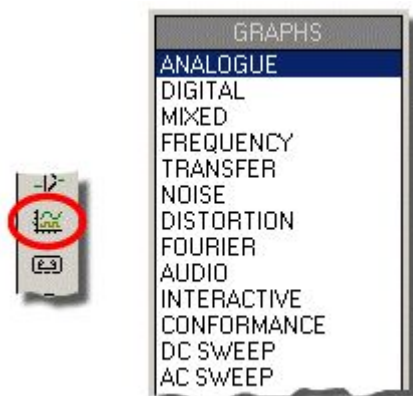 GRAPHS
ANALOGUE
DIGITAL
MIXED
FREQUENCY
TRANSFER
NOISE
DISTORTION
FOURIER
AUDIO
INTERACTIVE
CONFORMANCE
DC SWEEP
AC SWEEP